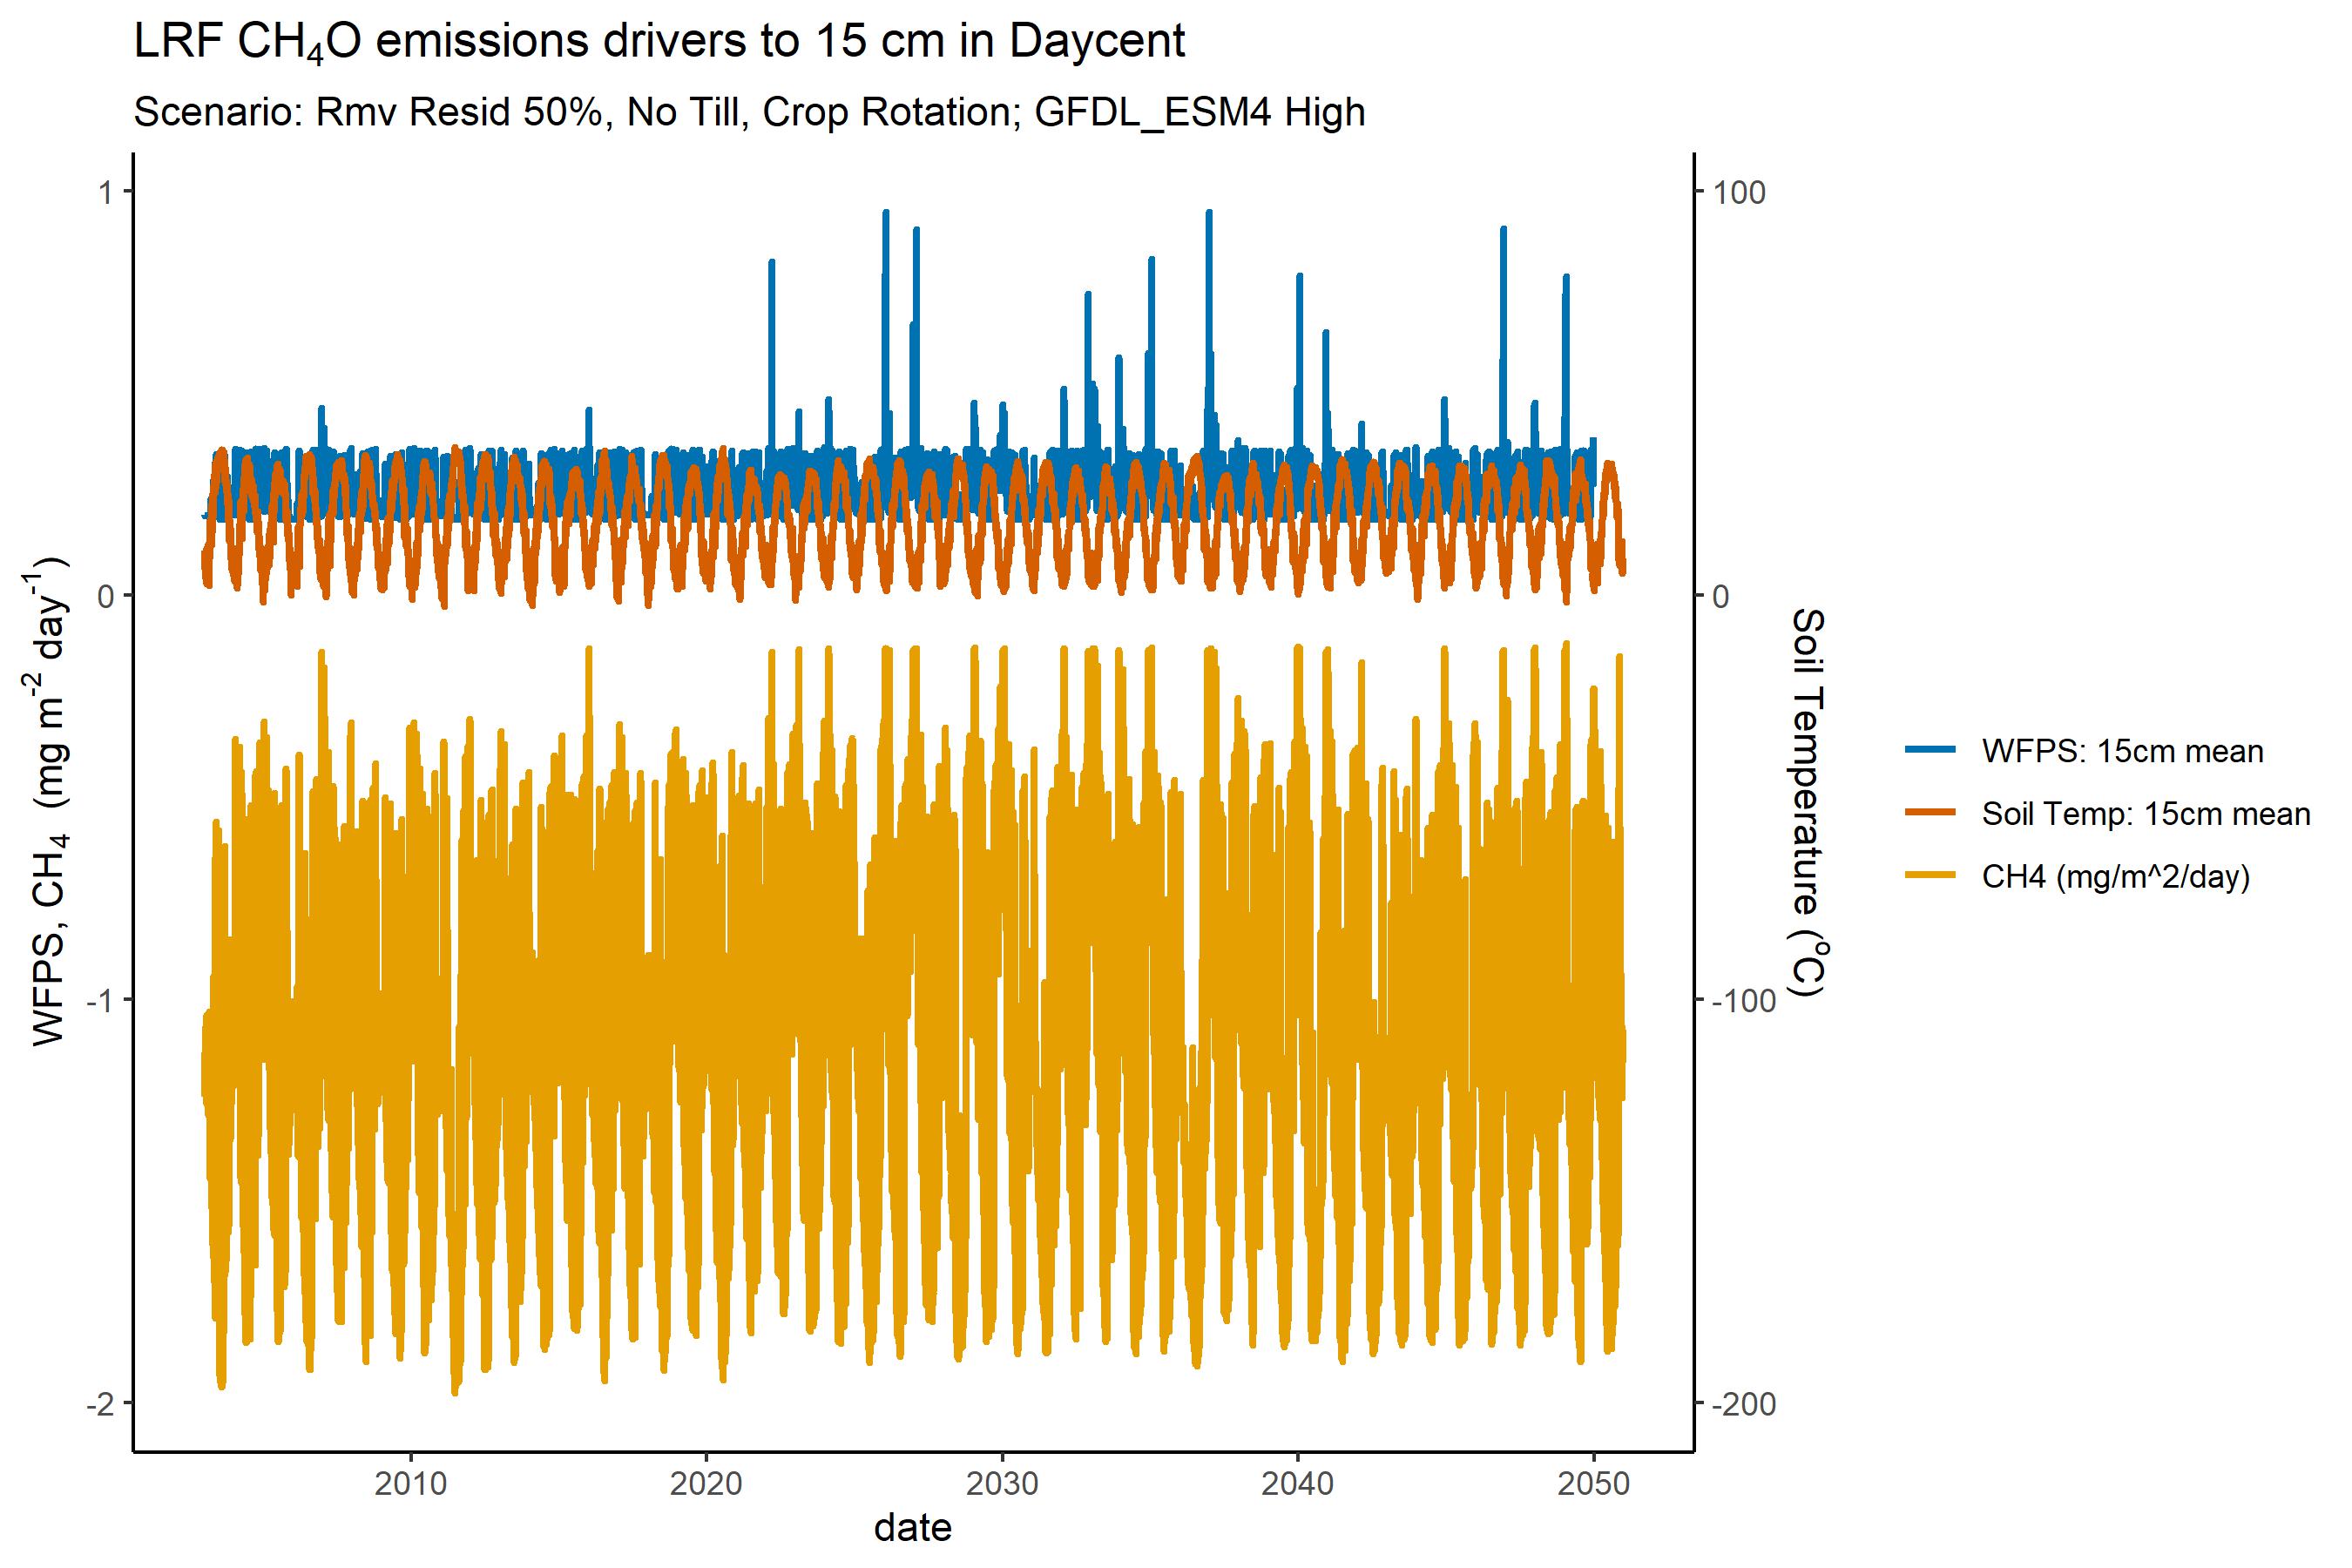 LRF CH₄O emissions drivers to 15 cm in Daycent
Scenario: Rmv Resid 50%, No Till, Crop Rotation; GFDL_ESM4 High
1
0
-1
-2
WFPS, CH₄ (mg m⁻² day⁻¹)
100
0
-100
-200
Soil Temperature (°C)
2010
2020
2030
2040
2050
date
WFPS: 15cm mean
Soil Temp: 15cm mean
CH4 (mg/m^2/day)